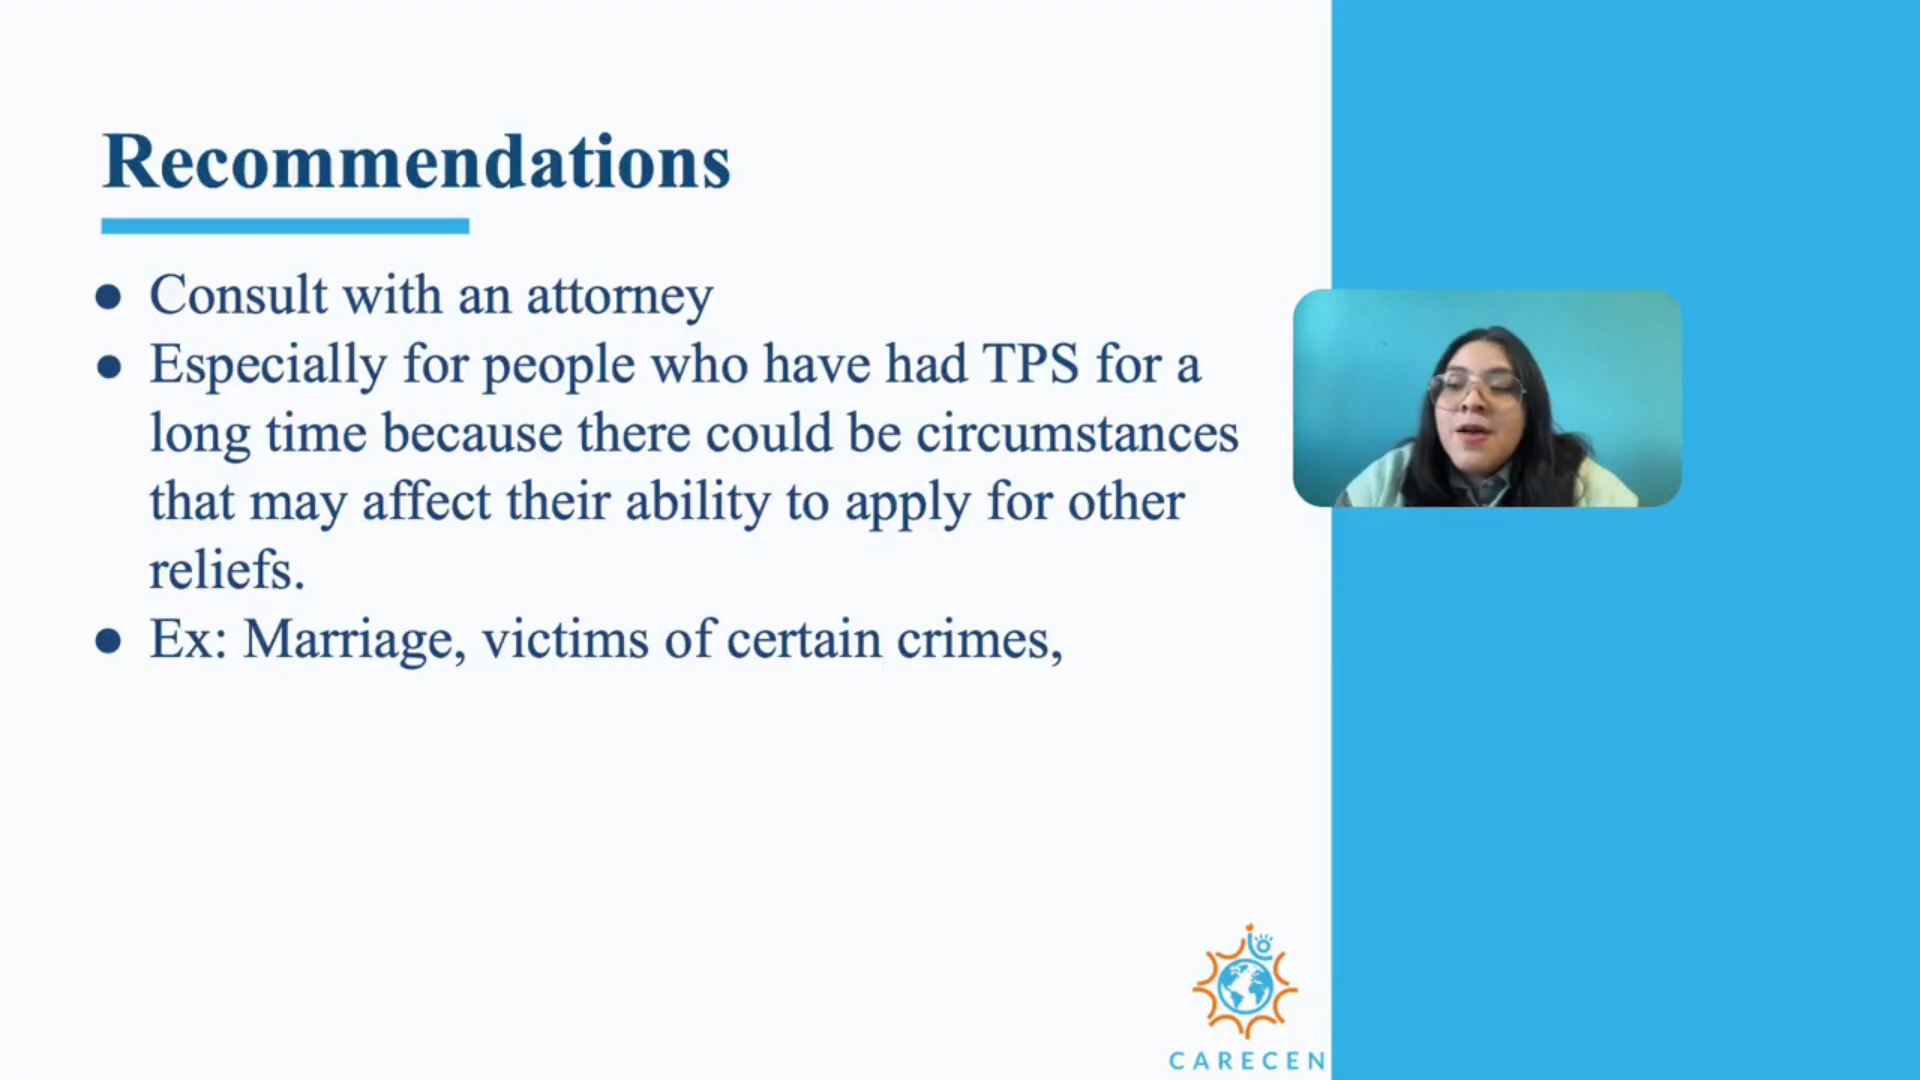 Recommendations
● Consult with an attorney
● Especially for people who have had TPS for a
long time because there could be circumstances
that may affect their ability to apply for other
reliefs.
● Ex: Marriage, victims of certain crimes,
CARECEN